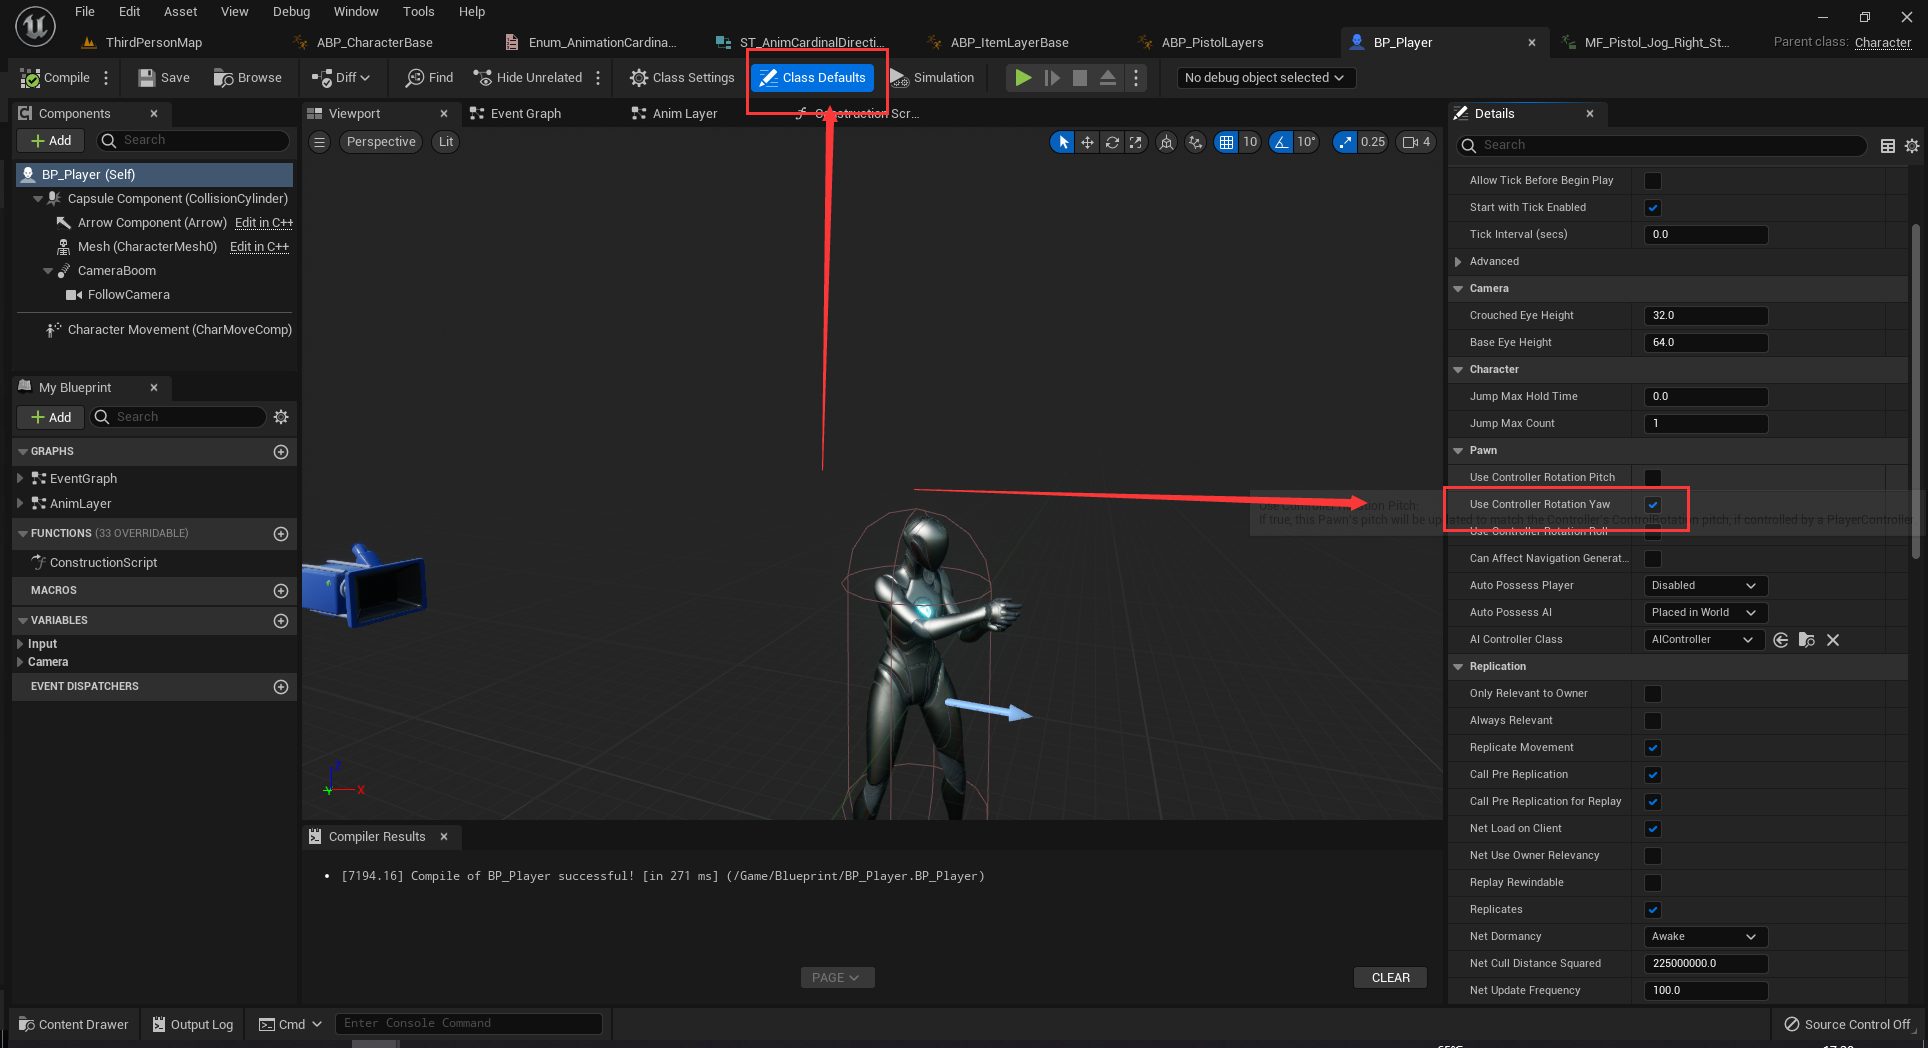 File Edit Asset View Debug Window Tools Help
ThirdPersonMap ABP_CharacterBase Enum_AnimationCardina... ST_AnimCardinalDirecti... ABP_ItemLayerBase ABP_PistolLayers BP_Player MF_Pistol_Jog_Right_St... Parent class: Character
Compile Save Browse Diff Find Hide Unrelated Class Settings Class Defaults Simulation No debug object selected
Components
Add Search
BP_Player (Self)
Capsule Component (CollisionCylinder)
Arrow Component (Arrow) Edit in C++
Mesh (CharacterMesh0) Edit in C++
CameraBoom
FollowCamera
Character Movement (CharMoveComp)
My Blueprint
Add Search
GRAPHS
EventGraph
AnimLayer
FUNCTIONS (33 OVERRIDABLE)
ConstructionScript
MACROS
VARIABLES
Input
Camera
EVENT DISPATCHERS
Viewport Event Graph Anim Layer Construction Scr...
Perspective Lit 10 10° 0.25 4
Z
Y X
Compiler Results
• [7194.16] Compile of BP_Player successful! [in 271 ms] (/Game/Blueprint/BP_Player.BP_Player)
PAGE CLEAR
Details
Search
Allow Tick Before Begin Play
Start with Tick Enabled
Tick Interval (secs) 0.0
Advanced
Camera
Crouched Eye Height 32.0
Base Eye Height 64.0
Character
Jump Max Hold Time 0.0
Jump Max Count 1
Pawn
Use Controller Rotation Pitch
Use Controller Rotation Yaw
Use Controller Rotation Pitch:
If true, this Pawn's pitch will be updated to match the Controller's ControlRotation pitch, if controlled by a PlayerController.
Use Controller Rotation Roll
Can Affect Navigation Generat...
Auto Possess Player Disabled
Auto Possess AI Placed in World
AI Controller Class AIController
Replication
Only Relevant to Owner
Always Relevant
Replicate Movement
Call Pre Replication
Call Pre Replication for Replay
Net Load on Client
Net Use Owner Relevancy
Replay Rewindable
Replicates
Net Dormancy Awake
Net Cull Distance Squared 225000000.0
Net Update Frequency 100.0
Content Drawer Output Log Cmd Enter Console Command Source Control Off